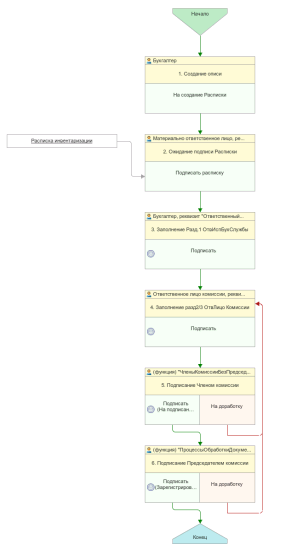 Начало
Бухгалтер
1. Создание описи
На создание Расписки
Материально ответственное лицо, ре...
2. Ожидание подписи Расписки
Подписать расписку
Расписка инвентаризации
Бухгалтер, реквизит "Ответственный...
3. Заполнение Разд.1 ОтвИспБухСлужбы
Подписать
Ответственное лицо комиссии, рекви...
4. Заполнение разд2/3 ОтвЛицо Комиссии
Подписать
(функция) "ЧленыКомиссииБезПредсед...
5. Подписание Членом комиссии
Подписать
(На подписан...
На доработку
(функция) "ПроцессыОбработкиДокуме...
6. Подписание Председателем комиссии
Подписать
(Зарегистриров...
На доработку
Конец